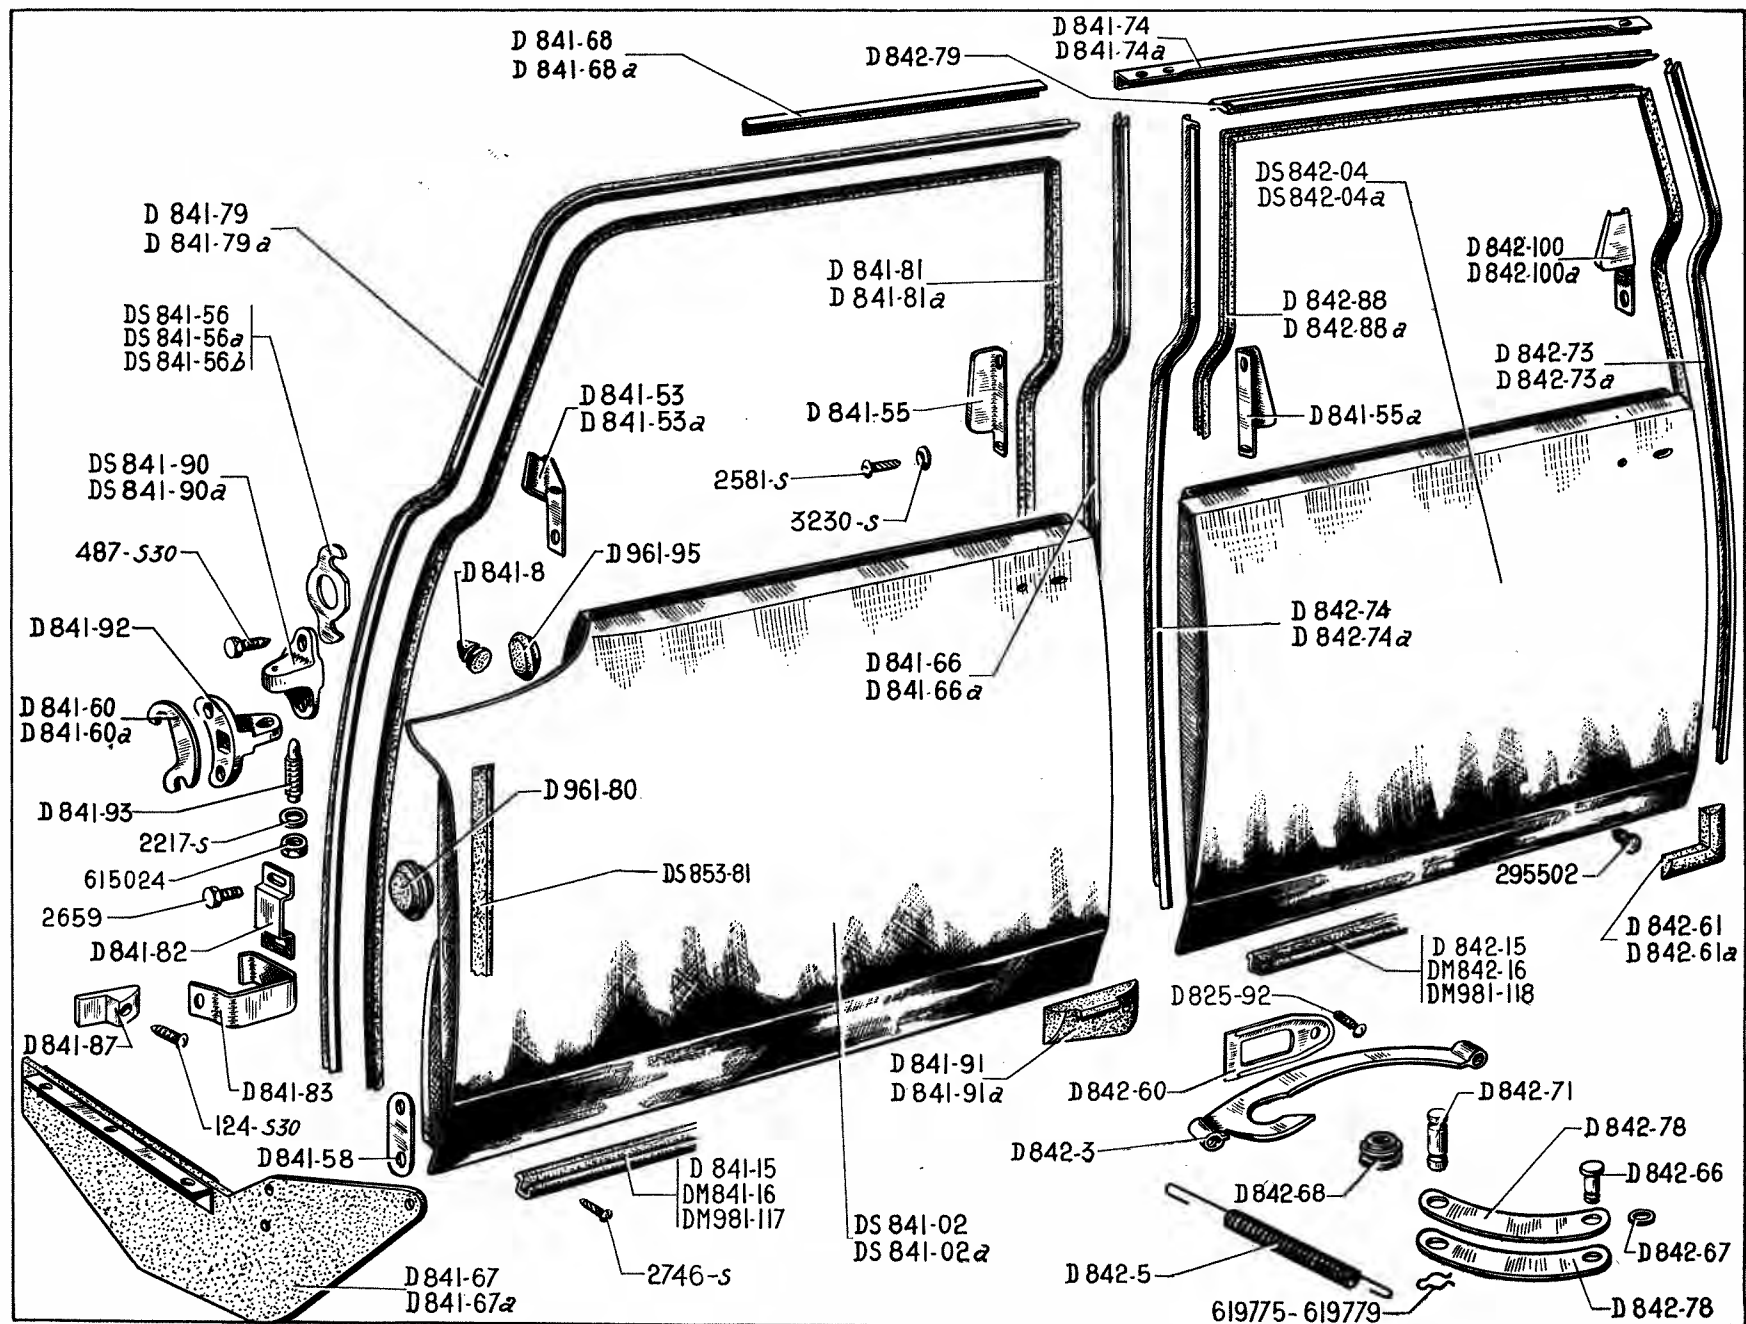 D 841-68
D 841-68a
D 842-79
D 841-74
D 841-74a
D 841-79
D 841-79a
DS 842-04
DS 842-04a
D 842-100
D 842-100a
D 841-81
D 841-81a
D 842-88
D 842-88a
DS 841-56
DS 841-56a
DS 841-56b
D 842-73
D 842-73a
D 841-53
D 841-53a
D 841-55
D 841-55a
DS 841-90
DS 841-90a
2581-S
3230-S
487-S30
D 841-8
D 961-95
D 841-92
D 842-74
D 842-74a
D 841-66
D 841-66a
D 841-60
D 841-60a
D 961-80
D 841-93
2217-S
615024
DS 853-81
295502
2659
D 841-82
D 842-61
D 842-61a
D 842-15
DM 842-16
DM 981-118
D 825-92
D 841-87
D 841-83
D 841-91
D 841-91a
D 842-60
D 842-71
124-S30
D 841-58
D 842-3
D 842-78
D 842-66
D 841-15
DM 841-16
DM 981-117
D 842-68
DS 841-02
DS 841-02a
D 842-67
D 841-67
D 841-67a
2746-S
D 842-5
619775-619779
D 842-78